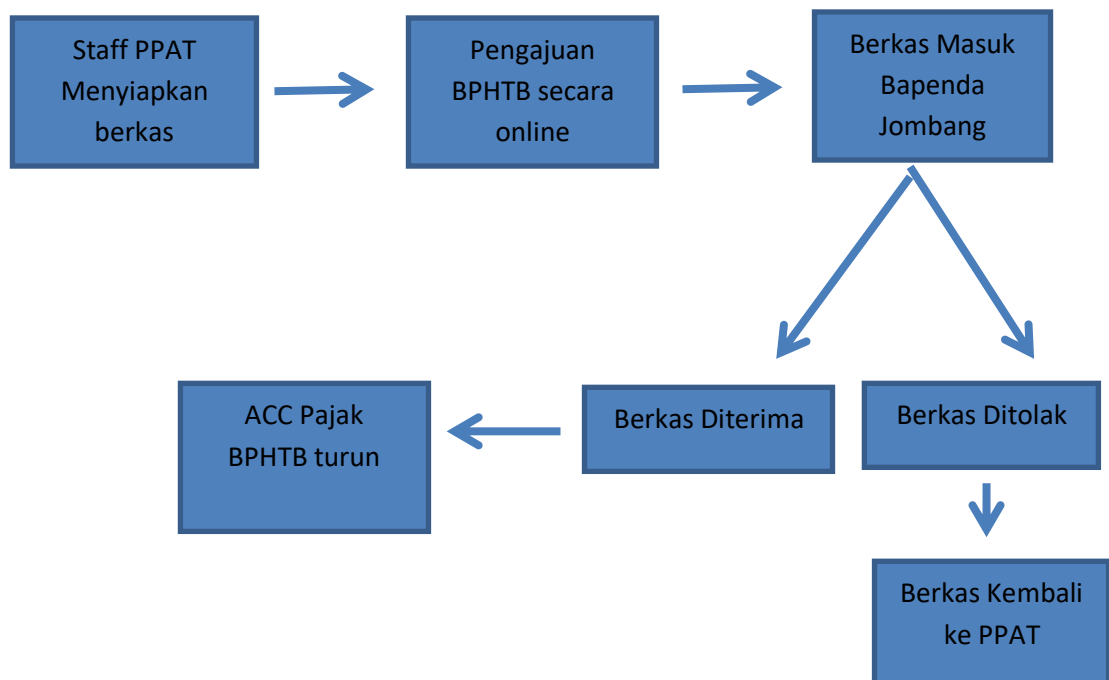 Staff PPAT
Menyiapkan
berkas
Pengajuan
BPHTB secara
online
Berkas Masuk
Bapenda
Jombang
ACC Pajak
BPHTB turun
Berkas Diterima
Berkas Ditolak
Berkas Kembali
ke PPAT